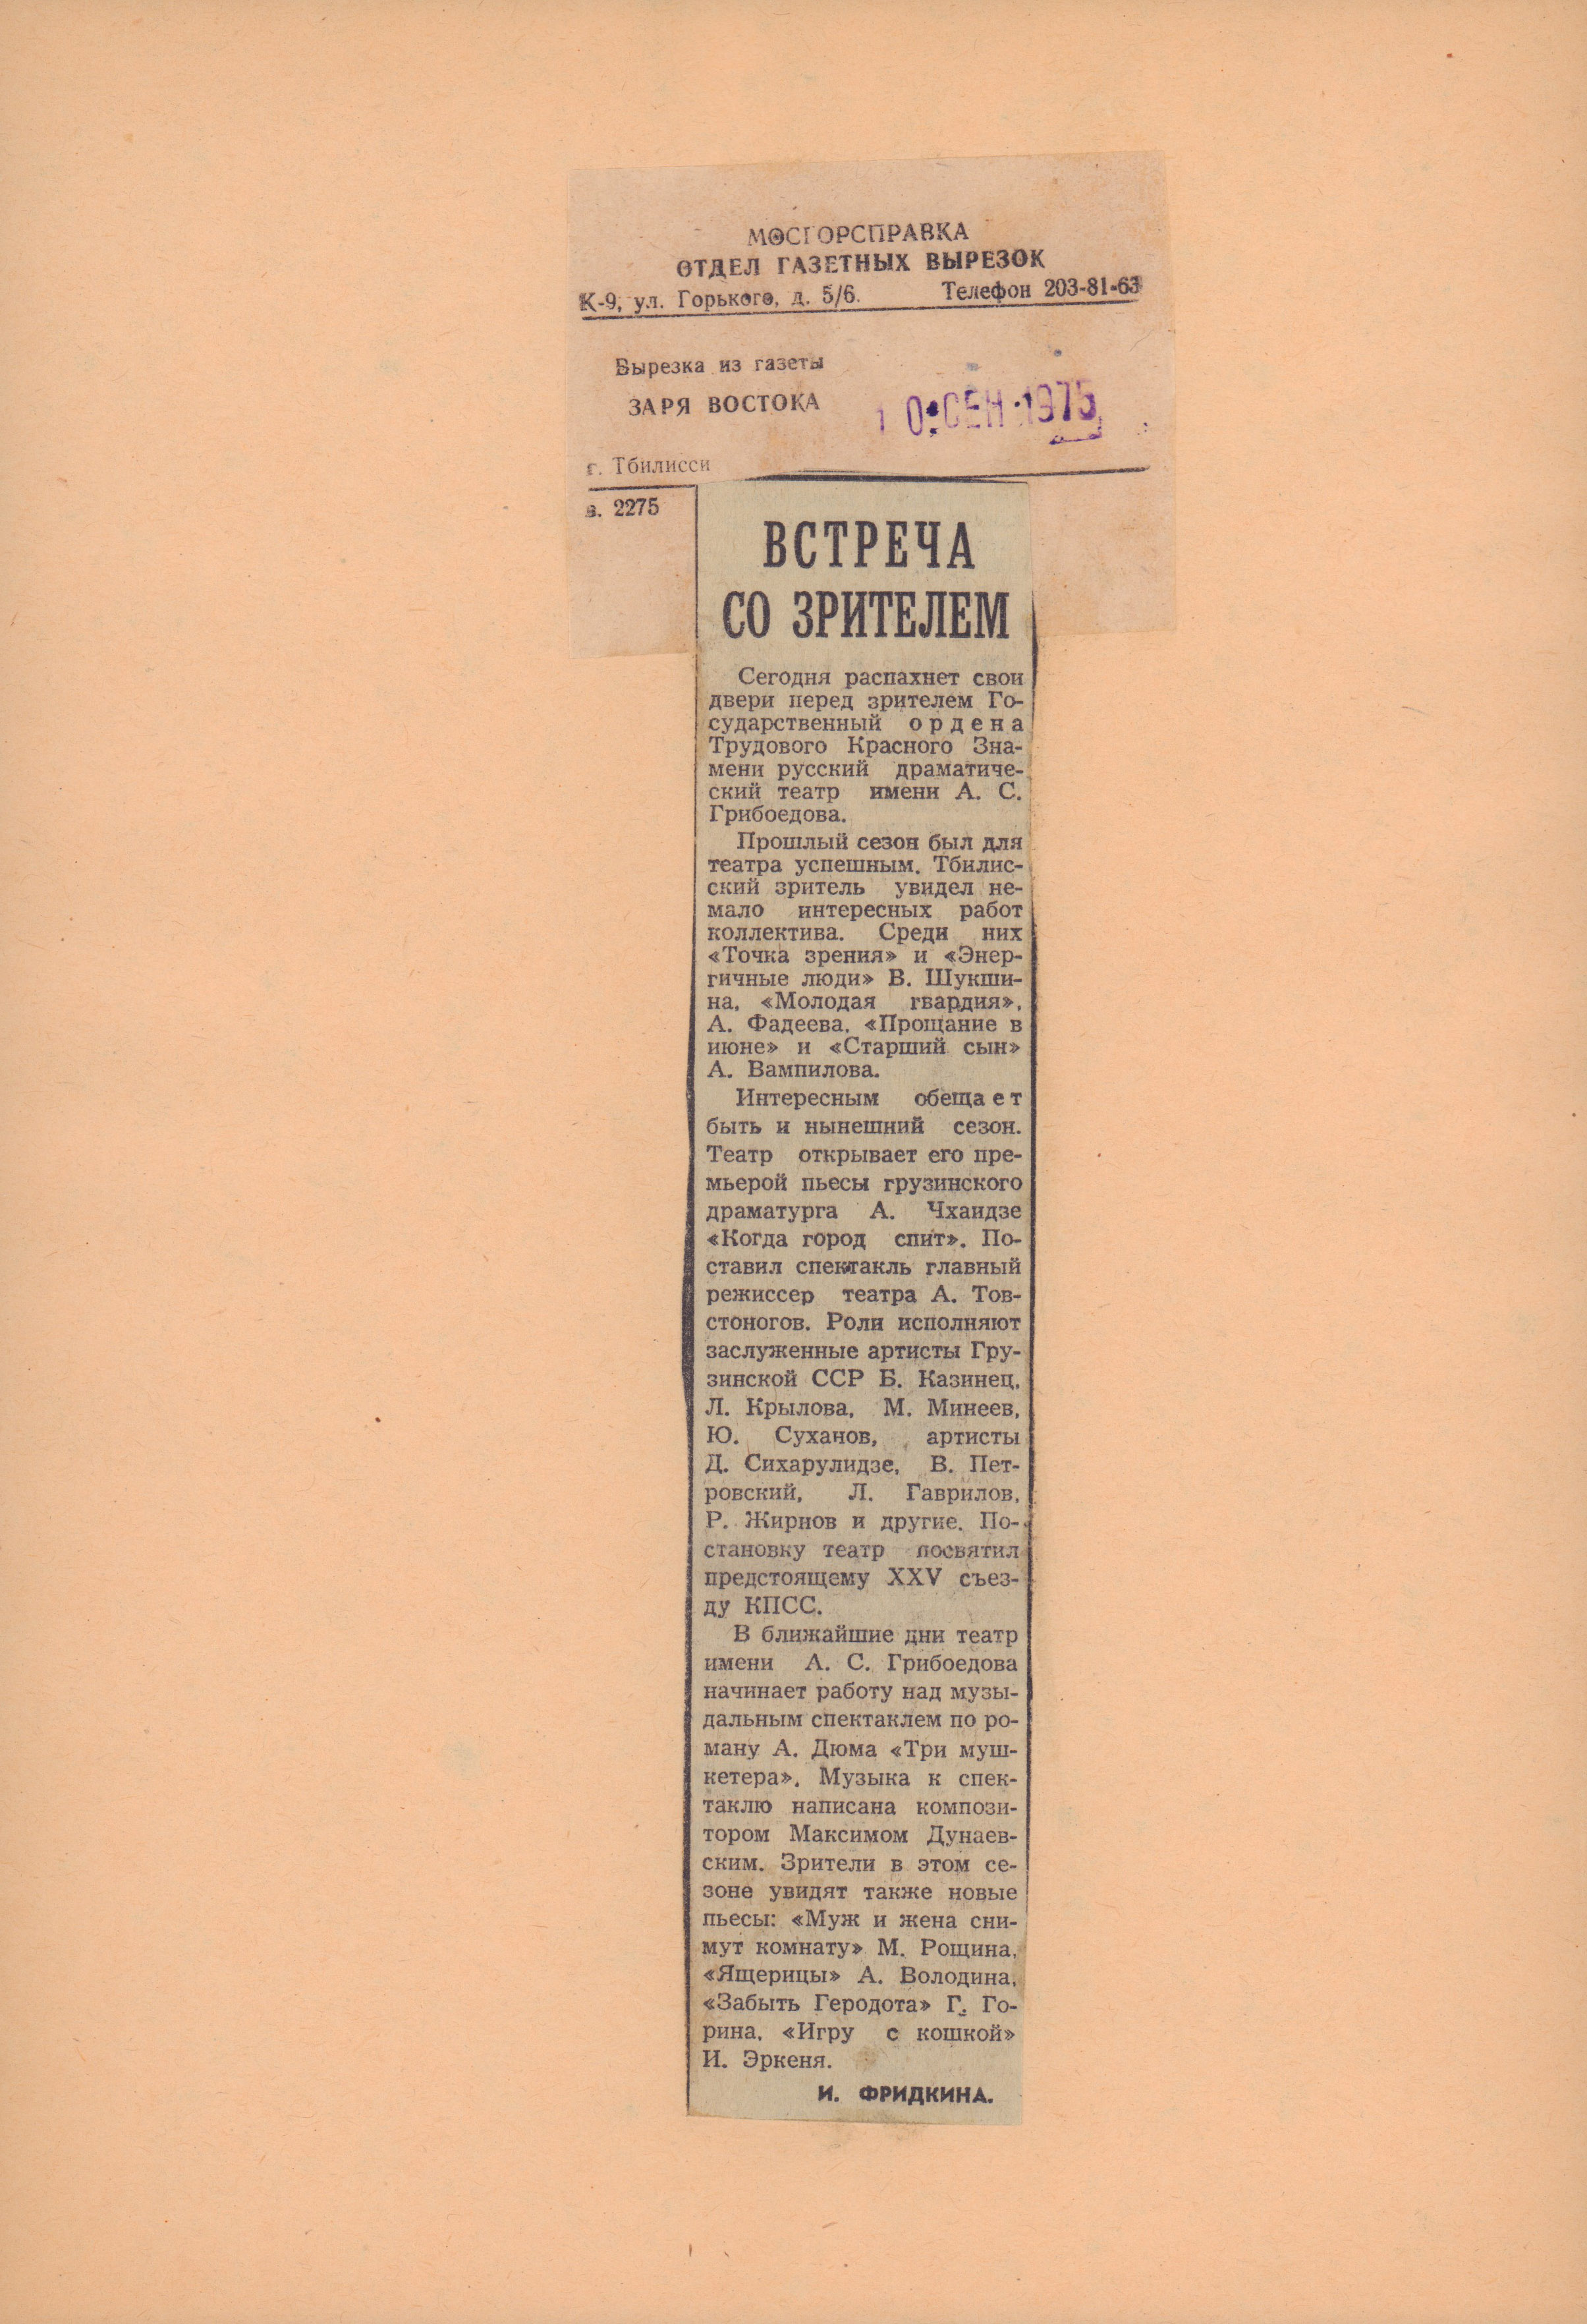 МОСГОРСПРАВКА
ОТДЕЛ ГАЗЕТНЫХ ВЫРЕЗОК
К-9, ул. Горького, д. 5/6. Телефон 203-81-63
Вырезка из газеты
ЗАРЯ ВОСТОКА
10 СЕН 1975
г. Тбилисси
в. 2275
ВСТРЕЧА
СО ЗРИТЕЛЕМ
Сегодня распахнет свои
двери перед зрителем Го-
сударственный ордена
Трудового Красного Зна-
мени русский драматиче-
ский театр имени А. С.
Грибоедова.
Прошлый сезон был для
театра успешным. Тбилис-
ский зритель увидел не-
мало интересных работ
коллектива. Среди них
«Точка зрения» и «Энер-
гичные люди» В. Шукши-
на, «Молодая гвардия»,
А. Фадеева, «Прощание в
июне» и «Старший сын»
А. Вампилова.
Интересным обещает
быть и нынешний сезон.
Театр открывает его пре-
мьерой пьесы грузинского
драматурга А. Чхаидзе
«Когда город спит». По-
ставил спектакль главный
режиссер театра А. Тов-
стоногов. Роли исполняют
заслуженные артисты Гру-
зинской ССР Б. Казинец,
Л. Крылова, М. Минеев,
Ю. Суханов, артисты
Д. Сихарулидзе, В. Пет-
ровский, Л. Гаврилов,
Р. Жирнов и другие. По-
становку театр посвятил
предстоящему XXV съез-
ду КПСС.
В ближайшие дни театр
имени А. С. Грибоедова
начинает работу над музы-
дальным спектаклем по ро-
ману А. Дюма «Три муш-
кетера». Музыка к спек-
таклю написана компози-
тором Максимом Дунаев-
ским. Зрители в этом се-
зоне увидят также новые
пьесы: «Муж и жена сни-
мут комнату» М. Рощина,
«Ящерицы» А. Володина,
«Забыть Геродота» Г. Го-
рина, «Игру с кошкой»
И. Эркеня.
И. ФРИДКИНА.